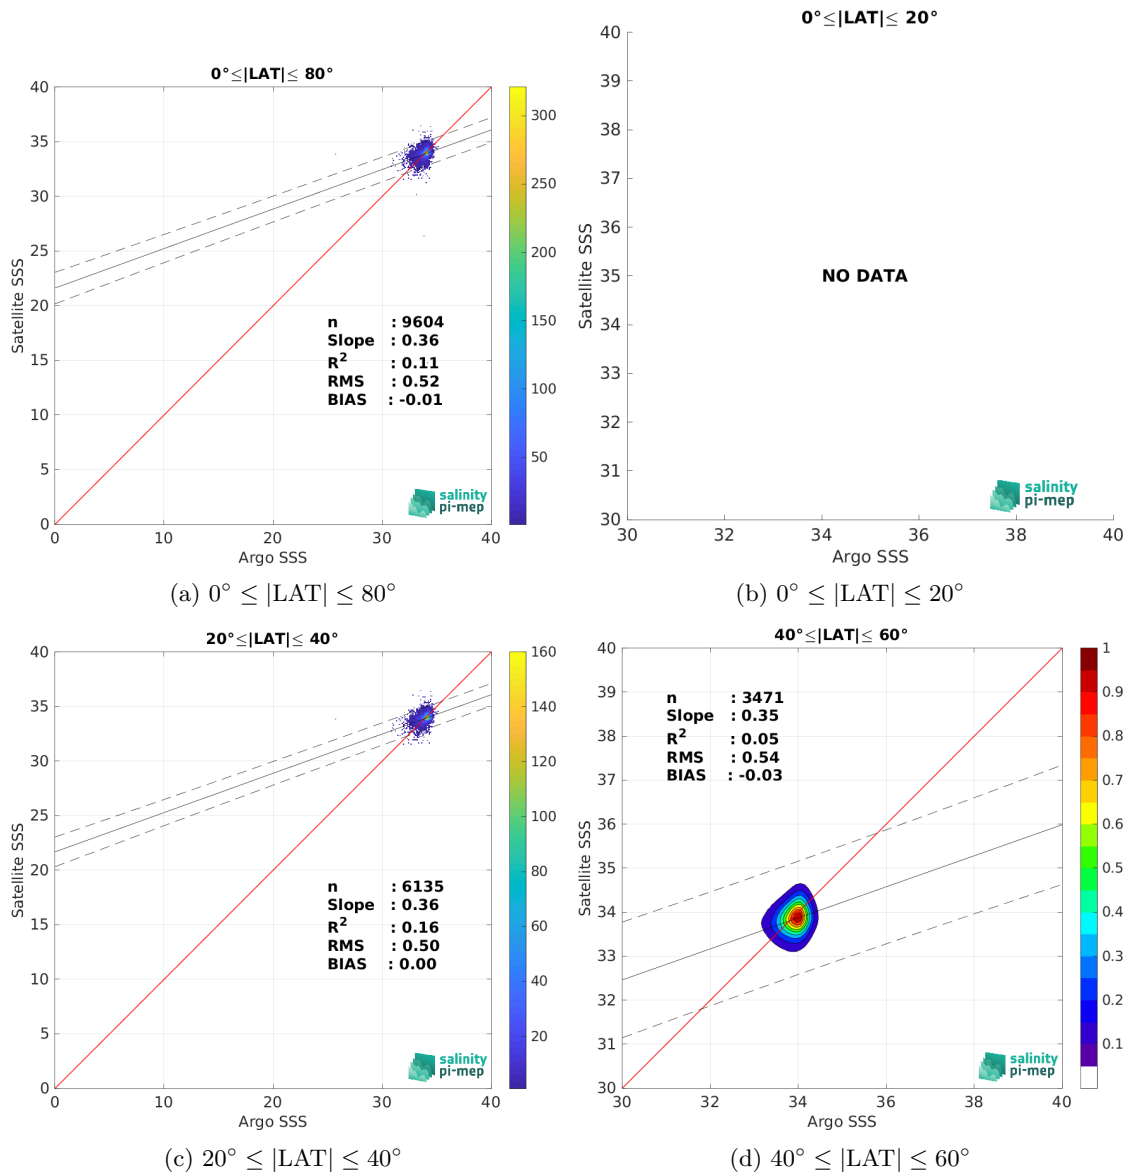 0°≤|LAT|≤ 80°
40
35
30
25
20
15
10
5
0
Satellite SSS
n : 9604
Slope : 0.36
R² : 0.11
RMS : 0.52
BIAS : -0.01
salinity
pi-mep
0 10 20 30 40
Argo SSS
300
250
200
150
100
50
(a) 0° ≤ |LAT| ≤ 80°
0°≤|LAT|≤ 20°
40
39
38
37
36
35
34
33
32
31
30
Satellite SSS
NO DATA
salinity
pi-mep
30 32 34 36 38 40
Argo SSS
(b) 0° ≤ |LAT| ≤ 20°
20°≤|LAT|≤ 40°
40
35
30
25
20
15
10
5
0
Satellite SSS
n : 6135
Slope : 0.36
R² : 0.16
RMS : 0.50
BIAS : 0.00
salinity
pi-mep
0 10 20 30 40
Argo SSS
160
140
120
100
80
60
40
20
(c) 20° ≤ |LAT| ≤ 40°
40°≤|LAT|≤ 60°
40
39
38
37
36
35
34
33
32
31
30
Satellite SSS
n : 3471
Slope : 0.35
R² : 0.05
RMS : 0.54
BIAS : -0.03
salinity
pi-mep
30 32 34 36 38 40
Argo SSS
1
0.9
0.8
0.7
0.6
0.5
0.4
0.3
0.2
0.1
(d) 40° ≤ |LAT| ≤ 60°